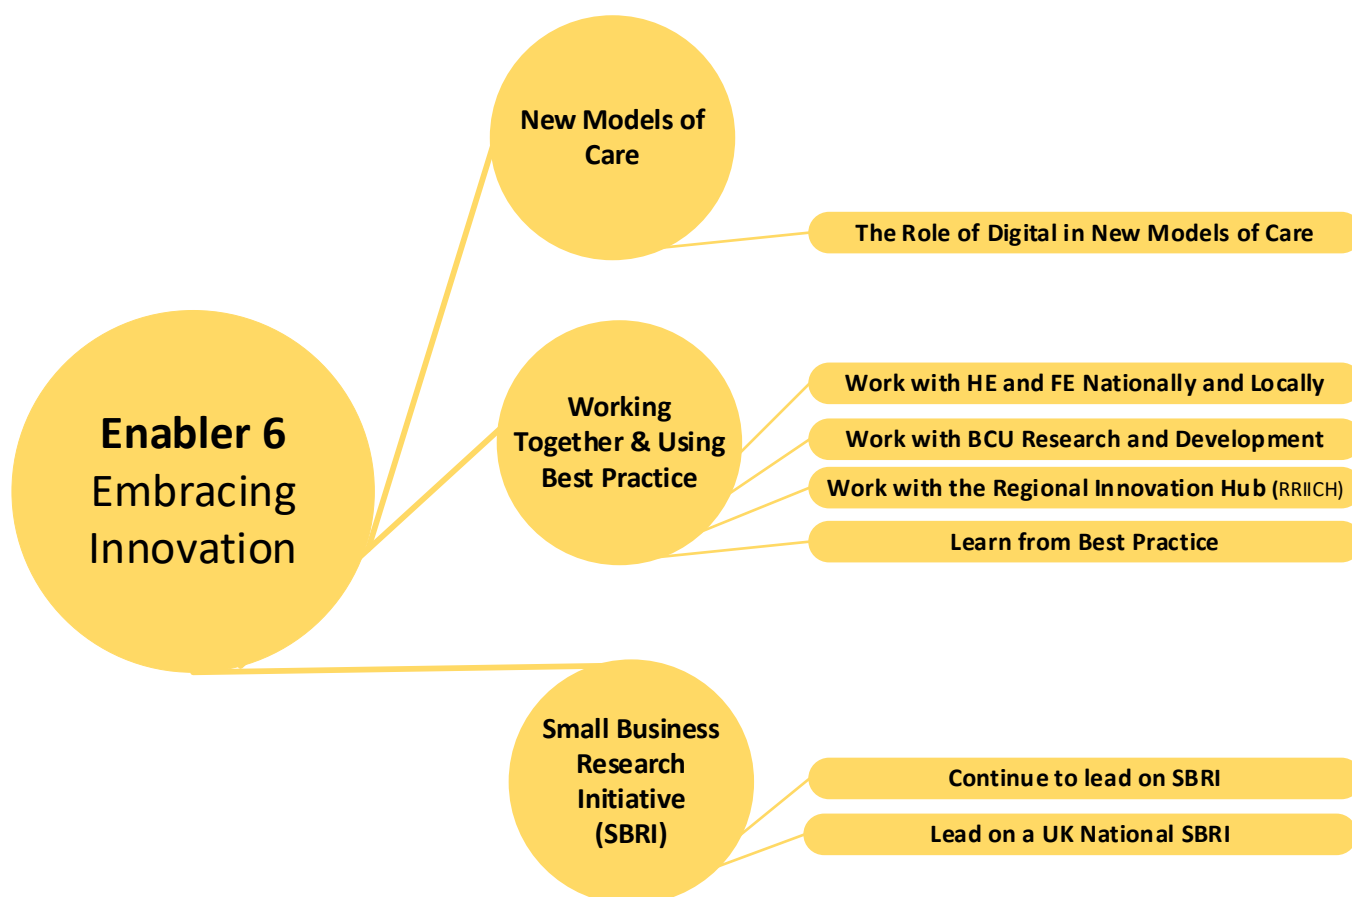 New Models of
Care
The Role of Digital in New Models of Care
Enabler 6
Embracing
Innovation
Working
Together & Using
Best Practice
Work with HE and FE Nationally and Locally
Work with BCU Research and Development
Work with the Regional Innovation Hub (RRIICH)
Learn from Best Practice
Small Business
Research
Initiative
(SBRI)
Continue to lead on SBRI
Lead on a UK National SBRI